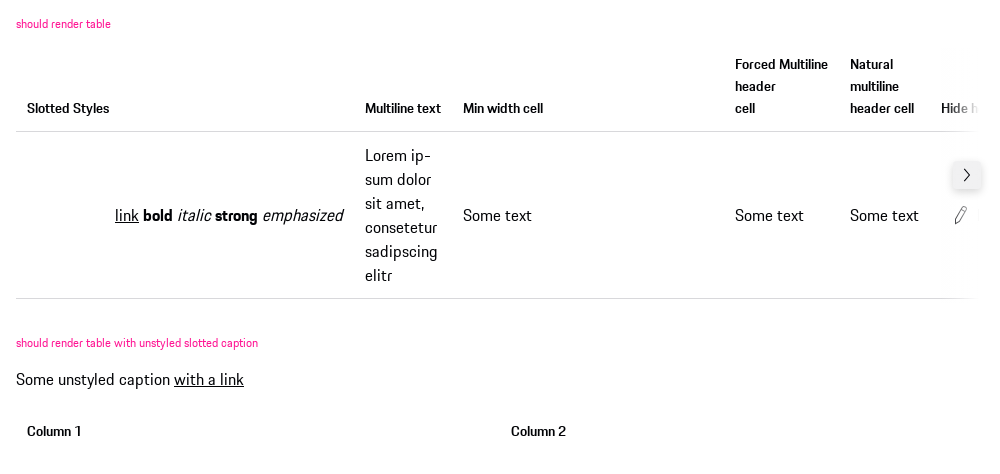 should render table
Forced Multiline
header
cell
Natural
multiline
header cell
Slotted Styles
Multiline text
Min width cell
Hide h
link bold italic strong emphasized
Lorem ip-
sum dolor
sit amet,
consetetur
sadipscing
elitr
Some text
Some text
Some text
should render table with unstyled slotted caption
Some unstyled caption with a link
Column 1
Column 2